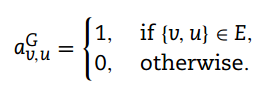 a^G_{v,u} = { 1, if {v, u} ∈ E,
0, otherwise.